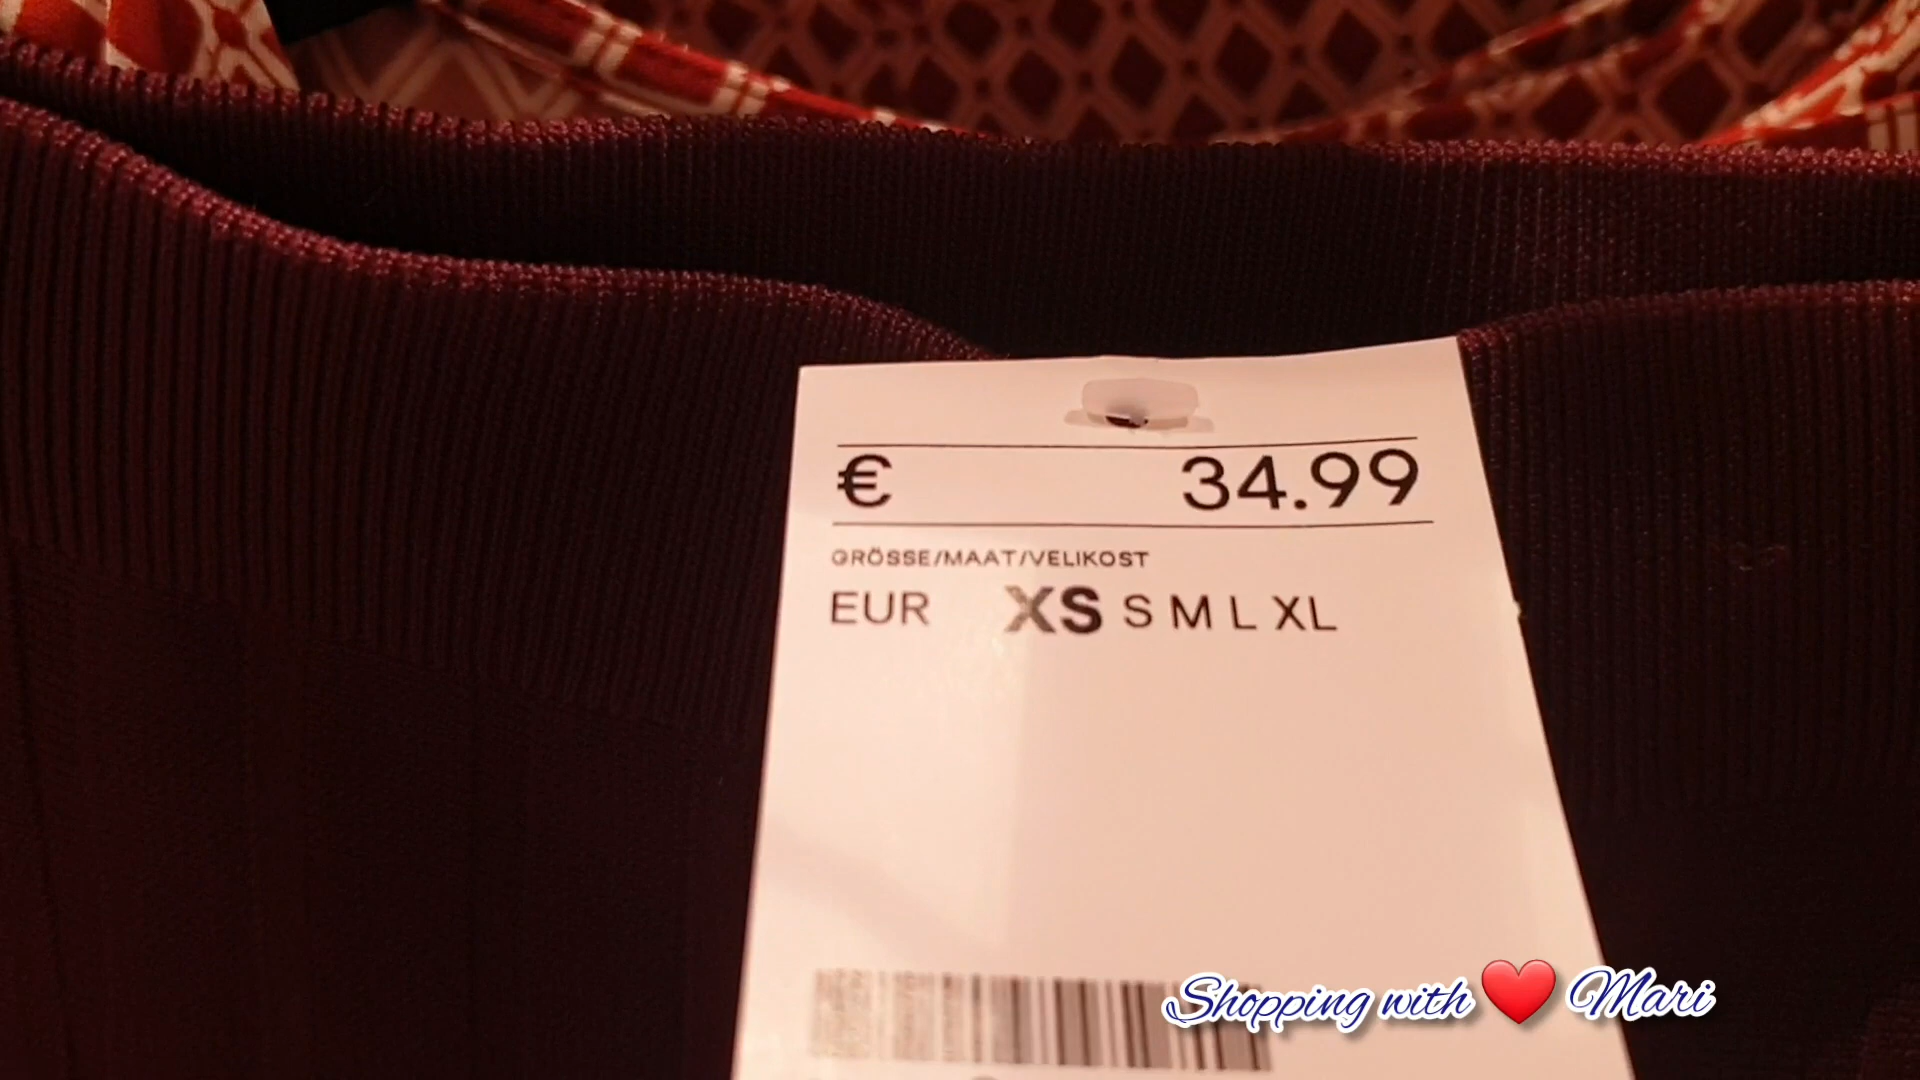 € 34.99
GRÖSSE/MAAT/VELIKOST
EUR XS S M L XL
Shopping with ❤️ Mari